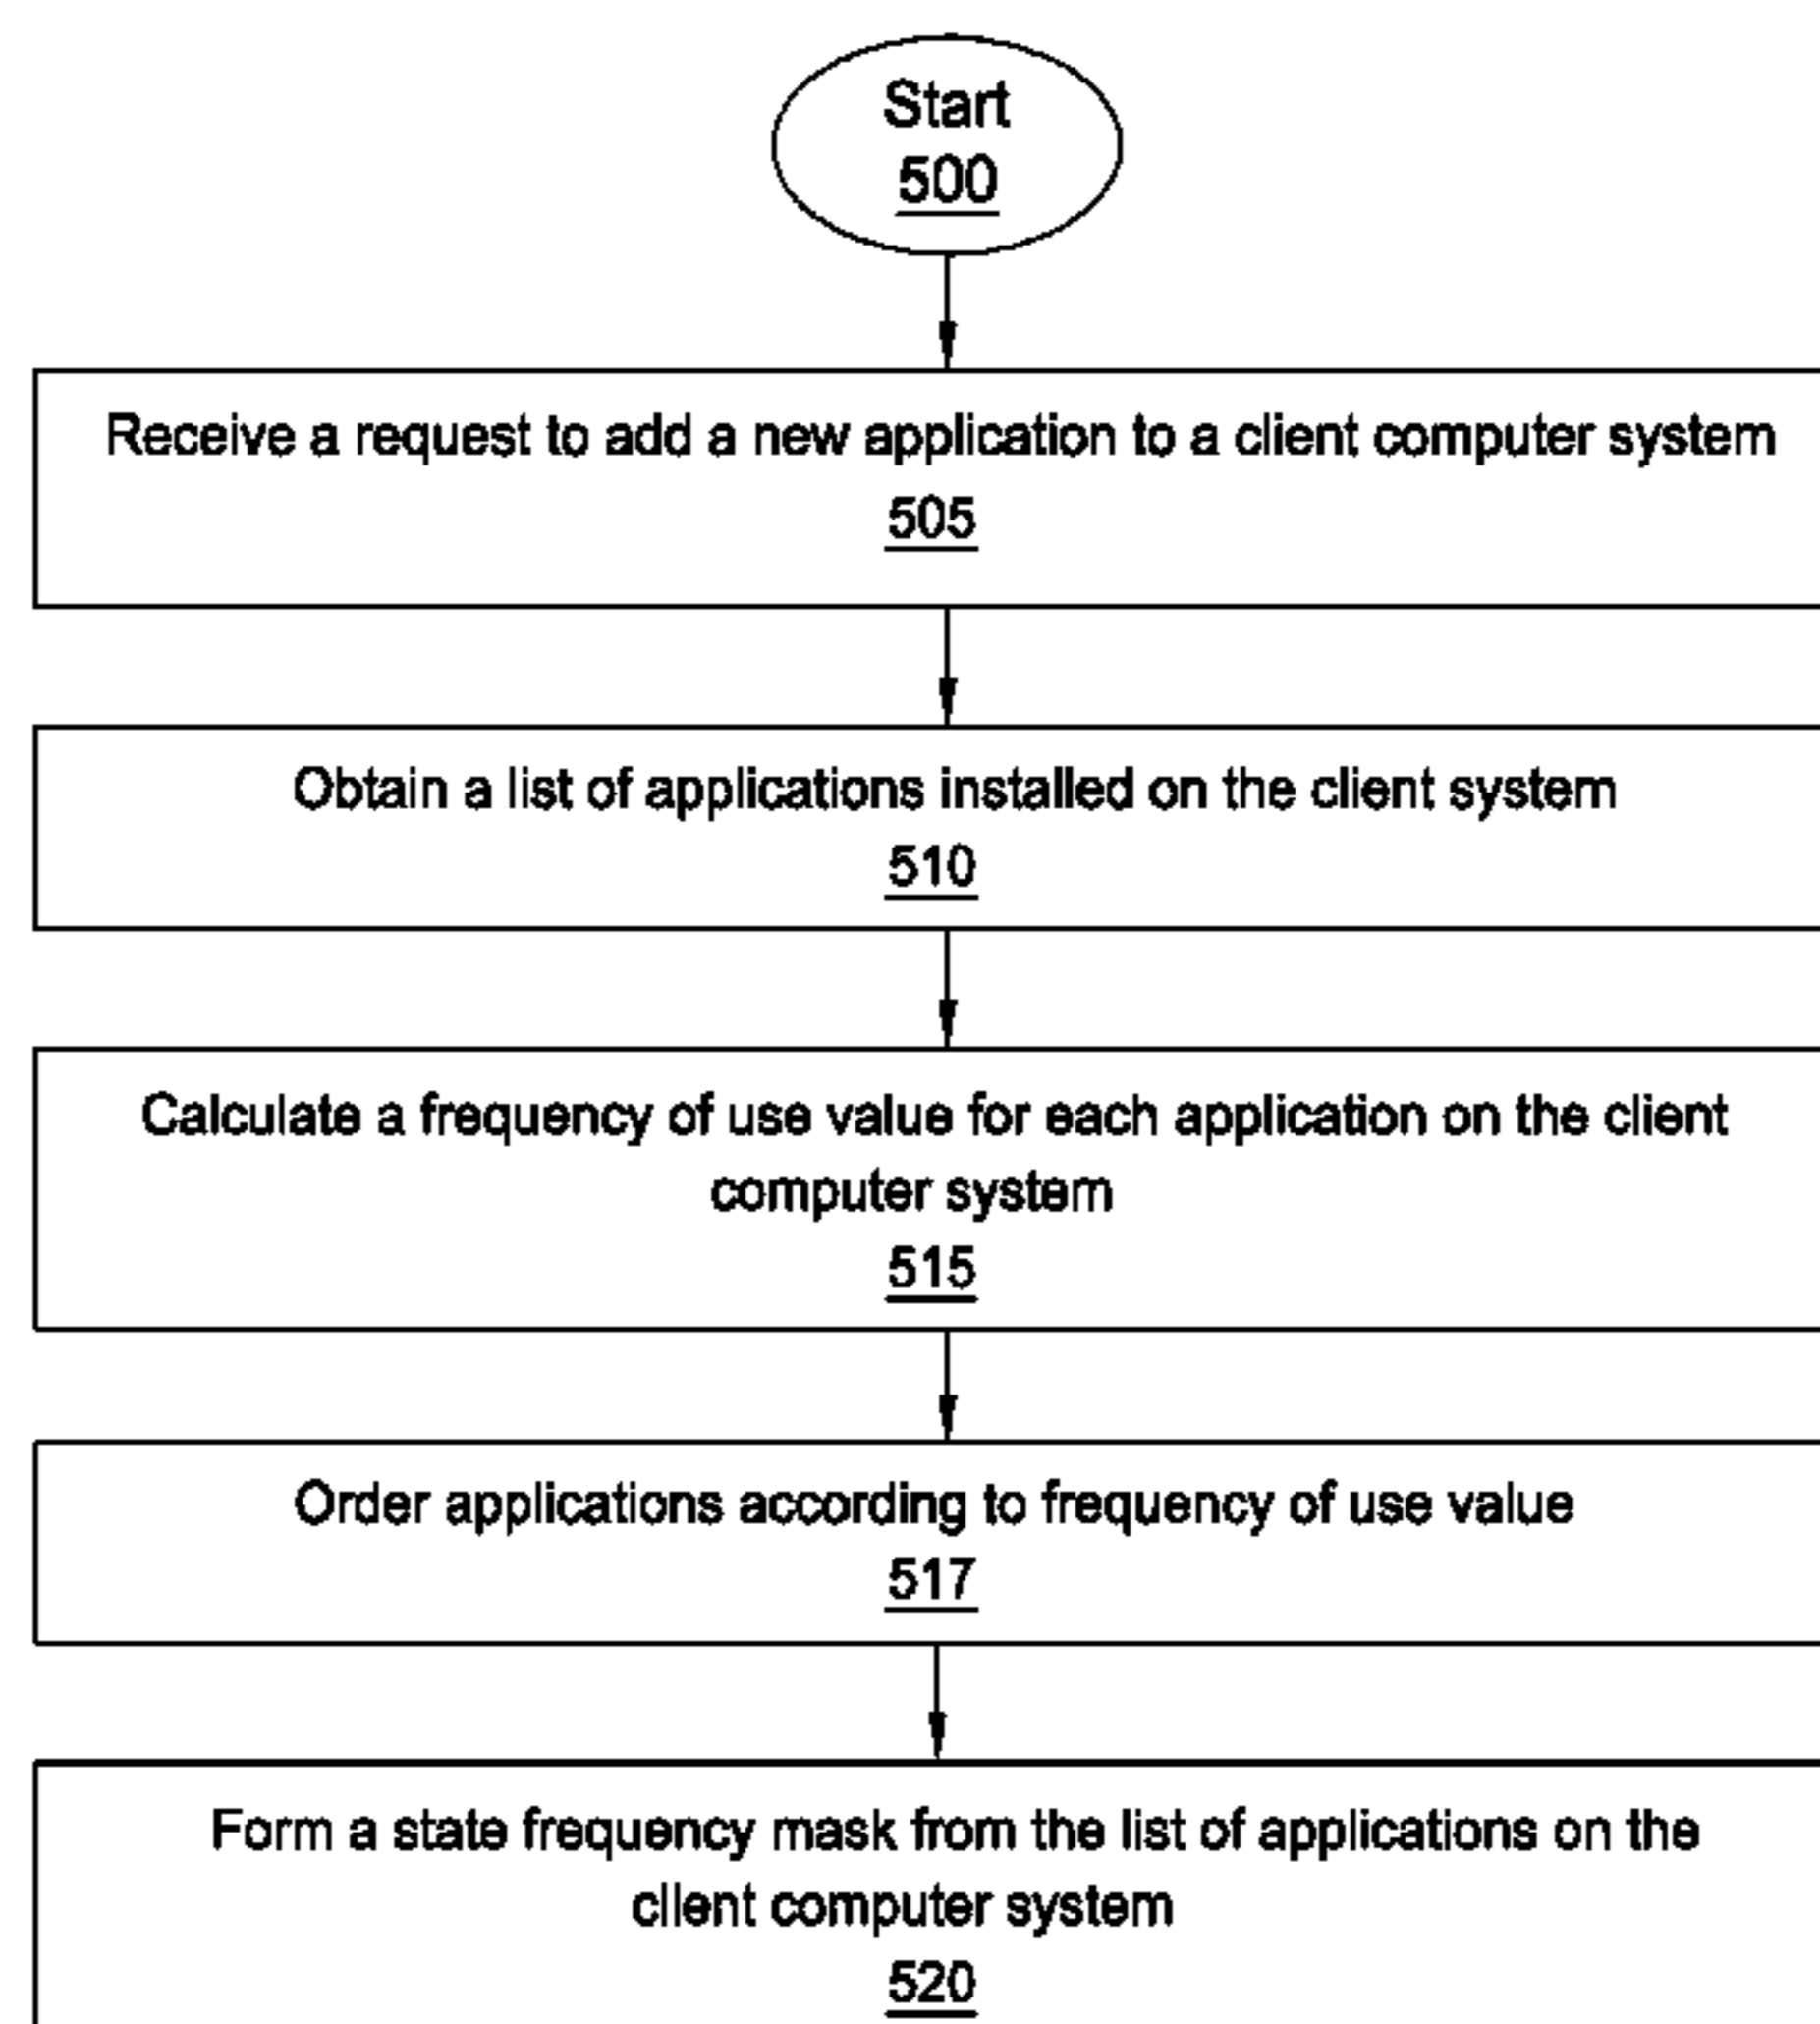 Start
500
Receive a request to add a new application to a client computer system
505
Obtain a list of applications installed on the client system
510
Calculate a frequency of use value for each application on the client
computer system
515
Order applications according to frequency of use value
517
Form a state frequency mask from the list of applications on the
client computer system
520